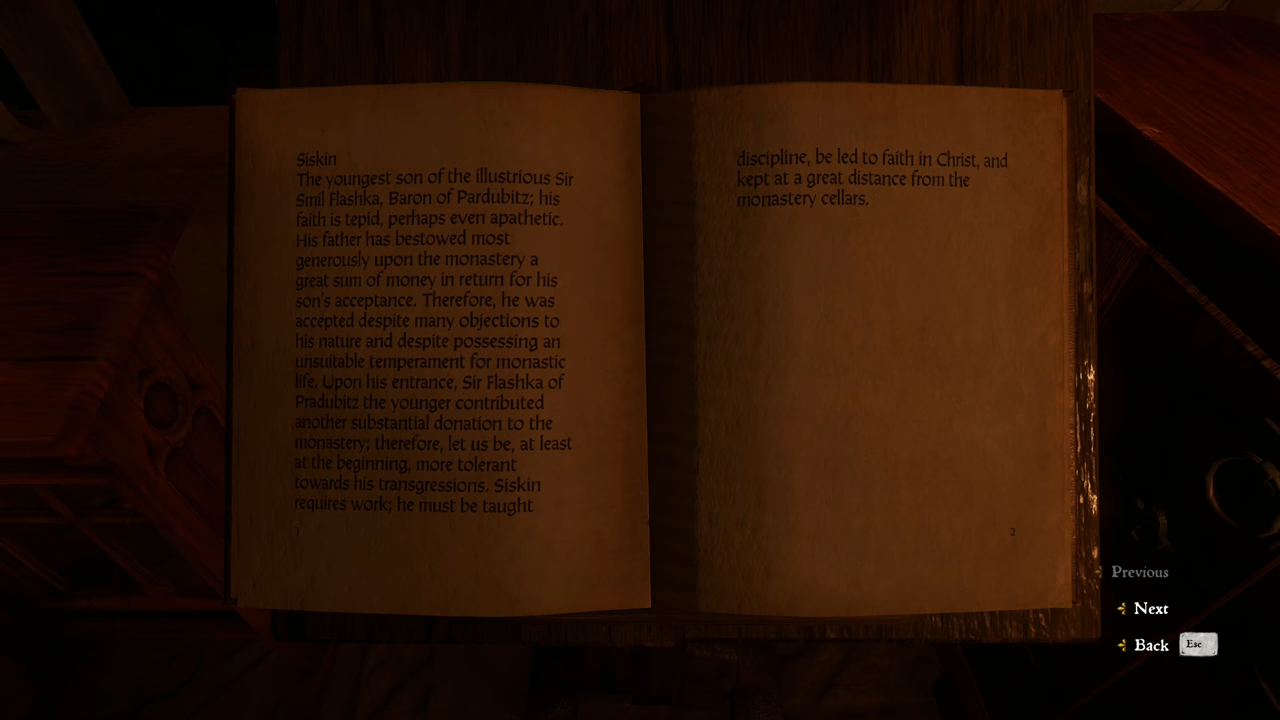 Siskin
The youngest son of the illustrious Sir
Smil Flashka, Baron of Pardubitz; his
faith is tepid, perhaps even apathetic.
His father has bestowed most
generously upon the monastery a
great sum of money in return for his
son's acceptance. Therefore, he was
accepted despite many objections to
his nature and despite possessing an
unsuitable temperament for monastic
life. Upon his entrance, Sir Flashka of
Pradubitz the younger contributed
another substantial donation to the
monastery; therefore, let us be, at least
at the beginning, more tolerant
towards his transgressions. Siskin
requires work; he must be taught
1
discipline, be led to faith in Christ, and
kept at a great distance from the
monastery cellars.
2
Previous
Next
Back Esc